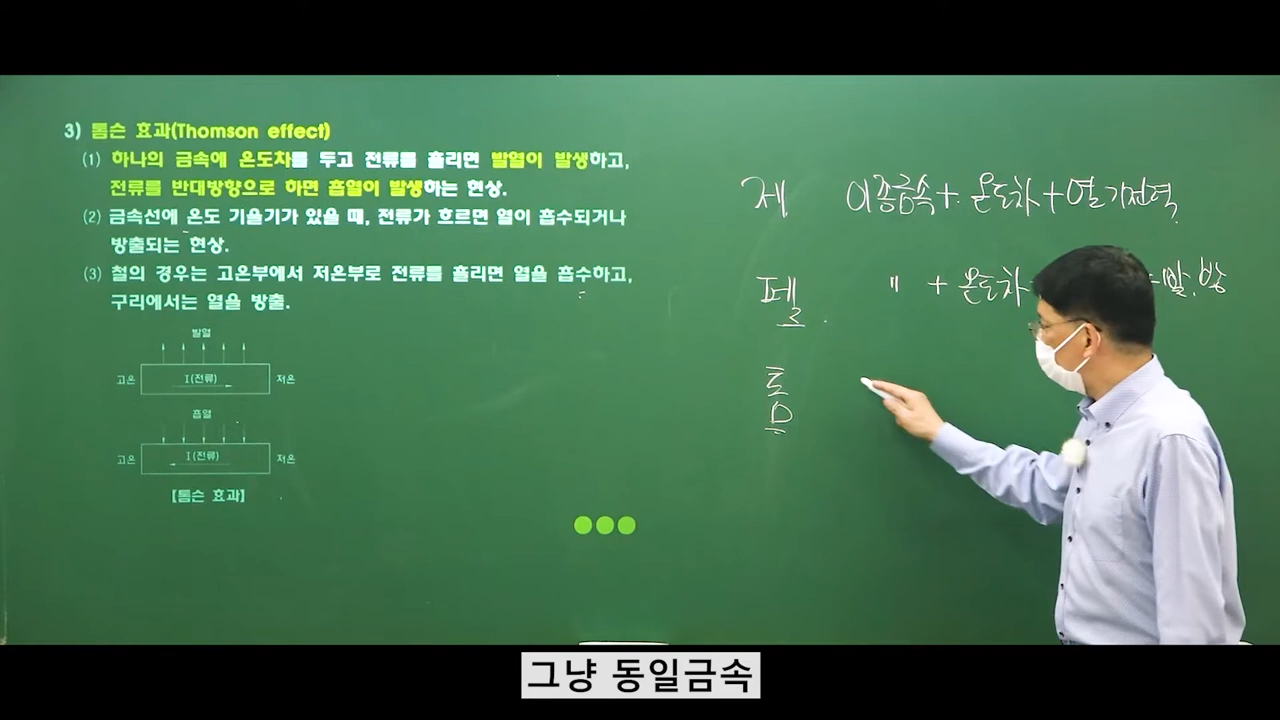 3) 톰슨 효과(Thomson effect)
(1) 하나의 금속에 온도차를 두고 전류를 흘리면 발열이 발생하고,
전류를 반대방향으로 하면 흡열이 발생하는 현상.
(2) 금속선에 온도 기울기가 있을 때, 전류가 흐르면 열이 흡수되거나
방출되는 현상.
(3) 철의 경우는 고온부에서 저온부로 전류를 흘리면 열을 흡수하고,
구리에서는 열을 방출.
발열
고온 I(전류) 저온
흡열
고온 I(전류) 저온
[톰슨 효과]
제 이종금속 + 온도차 + 열기전력
펠 " + 온도차 발. 방
톰
그냥 동일금속